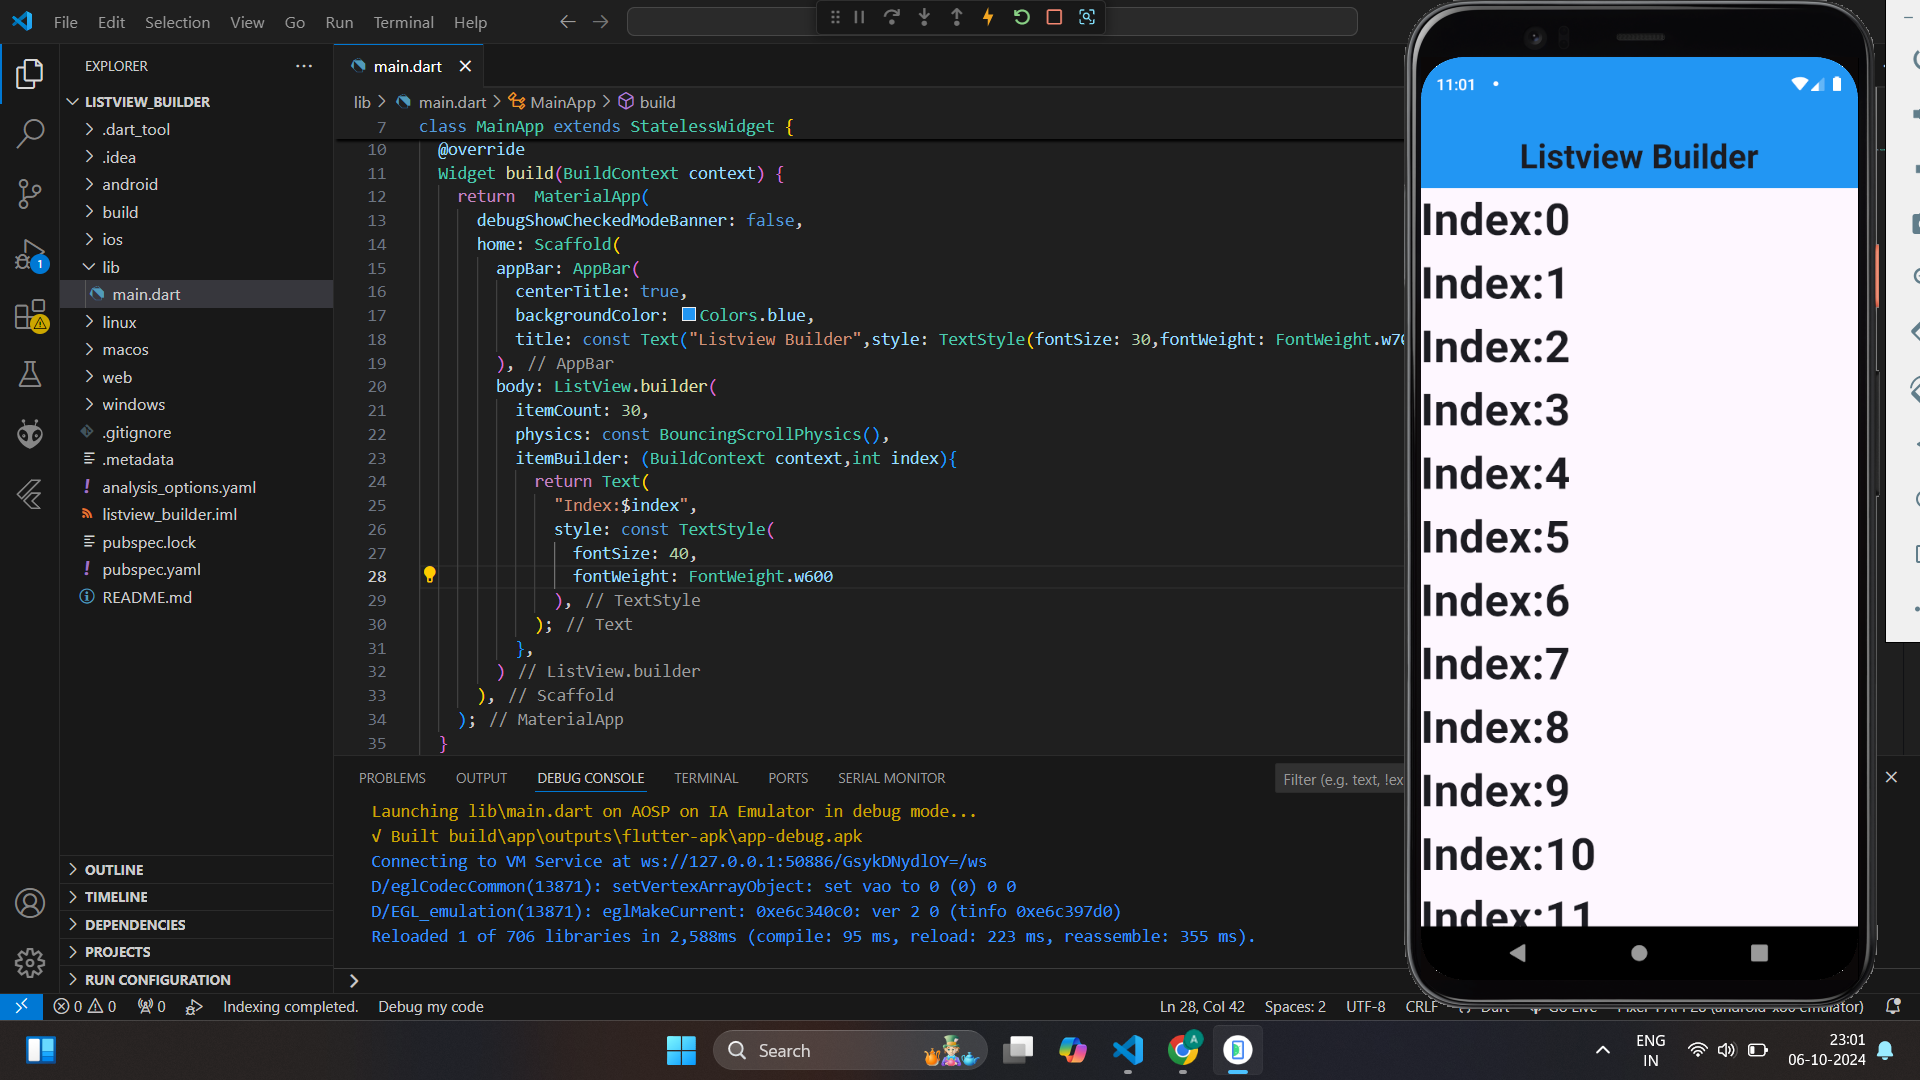 File Edit Selection View Go Run Terminal Help
EXPLORER
LISTVIEW_BUILDER
.dart_tool
.idea
android
build
ios
lib
main.dart
linux
macos
web
windows
.gitignore
.metadata
analysis_options.yaml
listview_builder.iml
pubspec.lock
pubspec.yaml
README.md
OUTLINE
TIMELINE
DEPENDENCIES
PROJECTS
RUN CONFIGURATION
1
main.dart
lib > main.dart > MainApp > build
7 class MainApp extends StatelessWidget {
10 @override
11 Widget build(BuildContext context) {
12 return  MaterialApp(
13 debugShowCheckedModeBanner: false,
14 home: Scaffold(
15 appBar: AppBar(
16 centerTitle: true,
17 backgroundColor: Colors.blue,
18 title: const Text("Listview Builder",style: TextStyle(fontSize: 30,fontWeight: FontWeight.w70
19 ), // AppBar
20 body: ListView.builder(
21 itemCount: 30,
22 physics: const BouncingScrollPhysics(),
23 itemBuilder: (BuildContext context,int index){
24 return Text(
25 "Index:$index",
26 style: const TextStyle(
27 fontSize: 40,
28 fontWeight: FontWeight.w600
29 ), // TextStyle
30 ); // Text
31 },
32 ) // ListView.builder
33 ), // Scaffold
34 ); // MaterialApp
35 }
PROBLEMS OUTPUT DEBUG CONSOLE TERMINAL PORTS SERIAL MONITOR
Filter (e.g. text, !ex
Launching lib\main.dart on AOSP on IA Emulator in debug mode...
√ Built build\app\outputs\flutter-apk\app-debug.apk
Connecting to VM Service at ws://127.0.0.1:50886/GsykDNydlOY=/ws
D/eglCodecCommon(13871): setVertexArrayObject: set vao to 0 (0) 0 0
D/EGL_emulation(13871): eglMakeCurrent: 0xe6c340c0: ver 2 0 (tinfo 0xe6c397d0)
Reloaded 1 of 706 libraries in 2,588ms (compile: 95 ms, reload: 223 ms, reassemble: 355 ms).
11:01
Listview Builder
Index:0
Index:1
Index:2
Index:3
Index:4
Index:5
Index:6
Index:7
Index:8
Index:9
Index:10
Index:11
0 0 0 Indexing completed. Debug my code Ln 28, Col 42 Spaces: 2 UTF-8 CRLF
Search
ENG
IN
23:01
06-10-2024